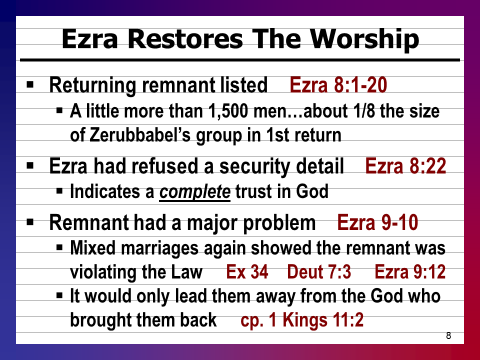 Ezra Restores The Worship
▪ Returning remnant listed Ezra 8:1-20
▪ A little more than 1,500 men…about 1/8 the size
of Zerubbabel’s group in 1st return
▪ Ezra had refused a security detail Ezra 8:22
▪ Indicates a complete trust in God
▪ Remnant had a major problem Ezra 9-10
▪ Mixed marriages again showed the remnant was
violating the Law Ex 34 Deut 7:3 Ezra 9:12
▪ It would only lead them away from the God who
brought them back cp. 1 Kings 11:2
8